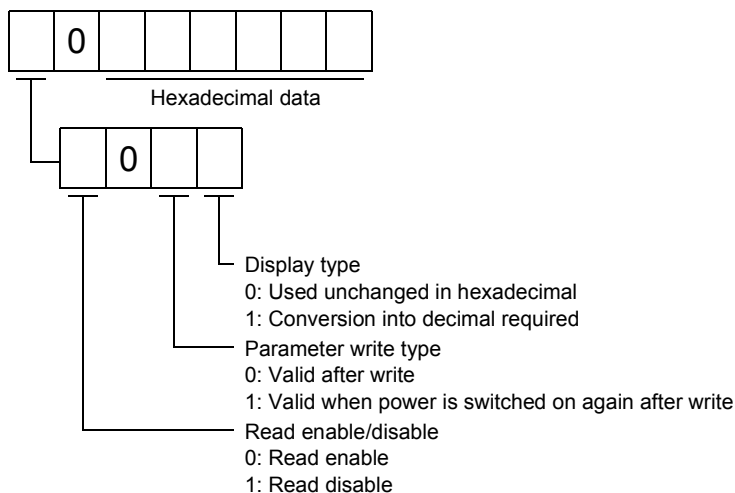 0
Hexadecimal data
0
Display type
0: Used unchanged in hexadecimal
1: Conversion into decimal required
Parameter write type
0: Valid after write
1: Valid when power is switched on again after write
Read enable/disable
0: Read enable
1: Read disable